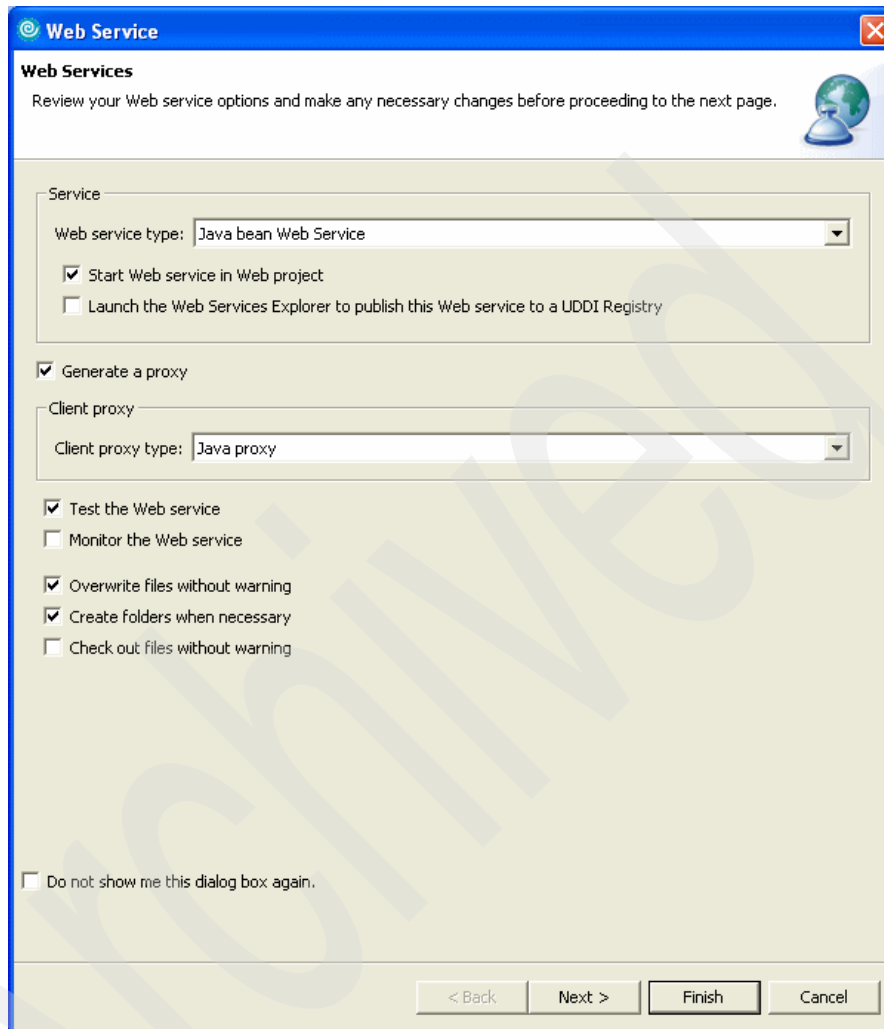 Web Service
Web Services
Review your Web service options and make any necessary changes before proceeding to the next page.
Service
Web service type: Java bean Web Service
Start Web service in Web project
Launch the Web Services Explorer to publish this Web service to a UDDI Registry
Generate a proxy
Client proxy
Client proxy type: Java proxy
Test the Web service
Monitor the Web service
Overwrite files without warning
Create folders when necessary
Check out files without warning
Do not show me this dialog box again.
< Back Next > Finish Cancel
Archived